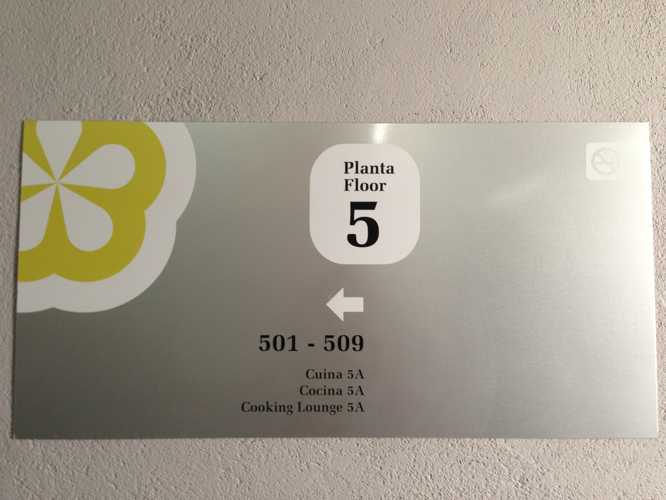 Planta
Floor
5
501 - 509
Cuina 5A
Cocina 5A
Cooking Lounge 5A